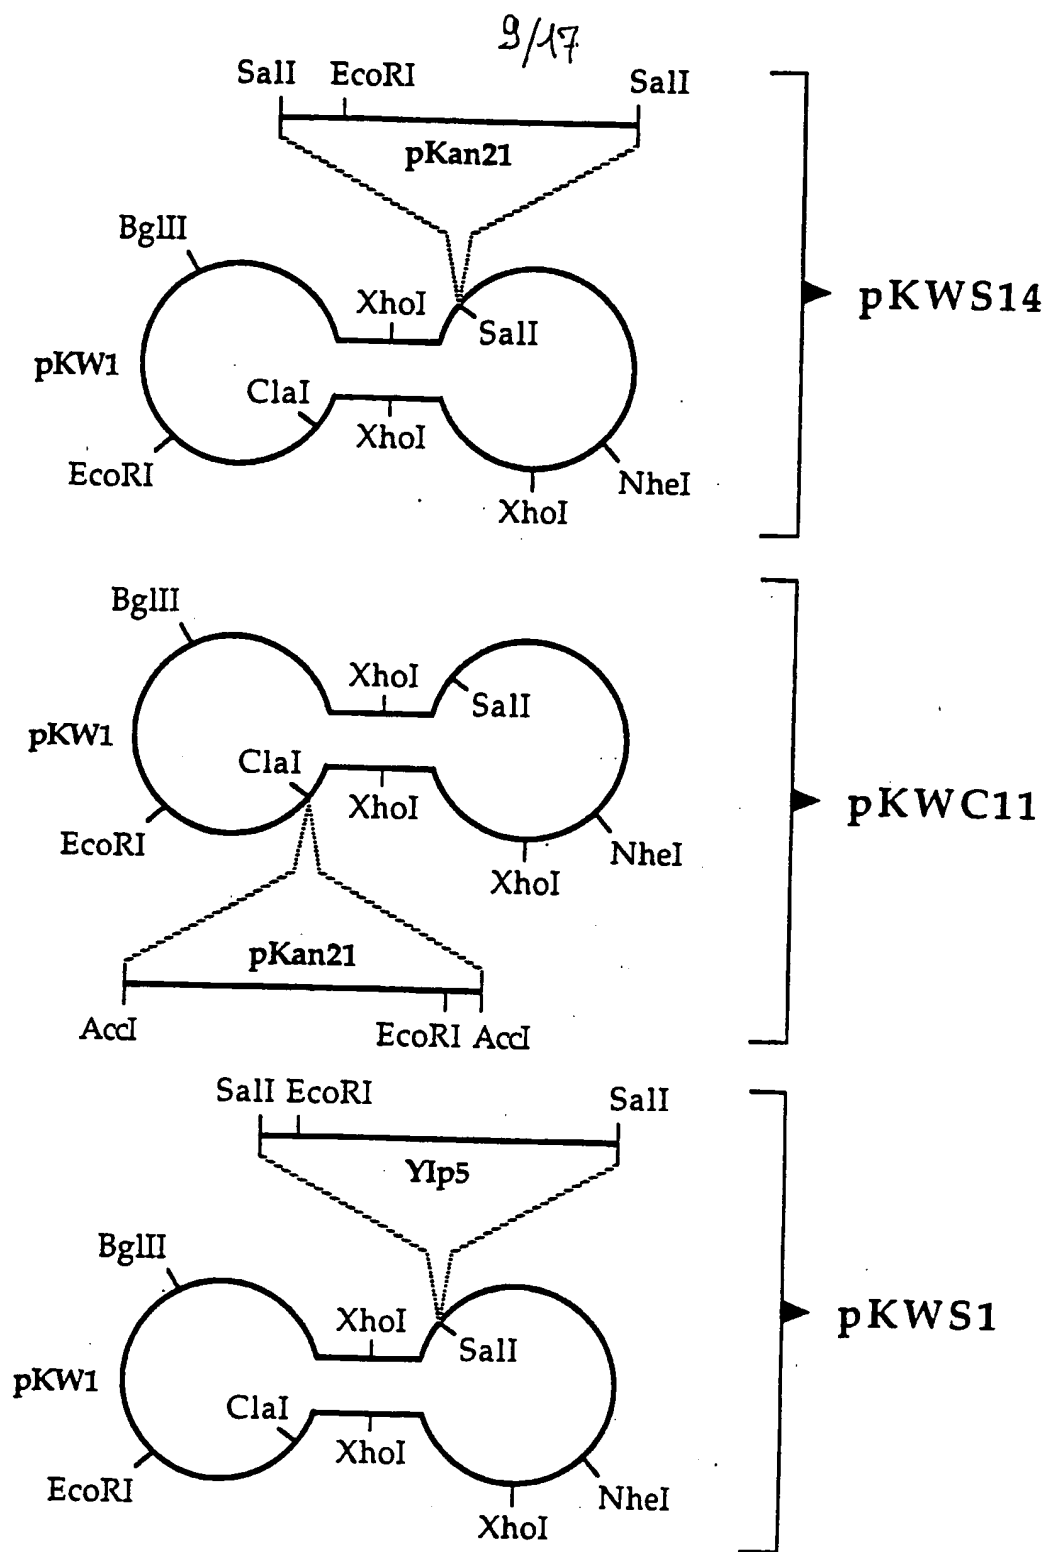 9/17
SalI EcoRI SalI
pKan21
BglII
XhoI
SalI
pKW1
ClaI
XhoI
EcoRI
NheI
XhoI
pKWS14
BglII
XhoI
SalI
pKW1
ClaI
XhoI
EcoRI
NheI
XhoI
pKWC11
pKan21
AccI EcoRI AccI
SalI EcoRI SalI
YIp5
BglII
XhoI
SalI
pKW1
ClaI
XhoI
EcoRI
NheI
XhoI
pKWS1